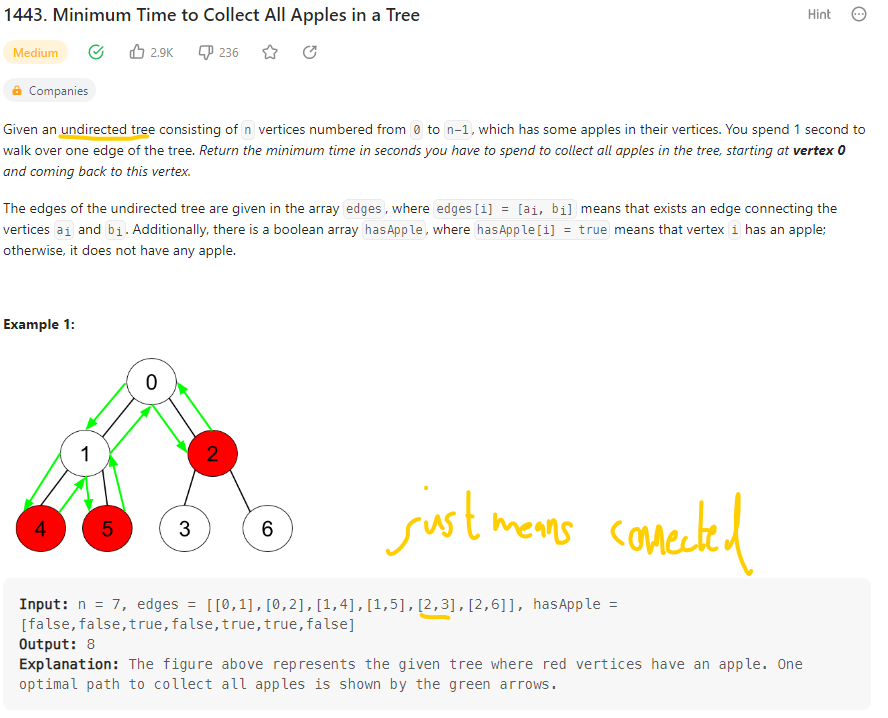 1443. Minimum Time to Collect All Apples in a Tree
Hint
Medium
2.9K
236
Companies
Given an undirected tree consisting of n vertices numbered from 0 to n-1, which has some apples in their vertices. You spend 1 second to
walk over one edge of the tree. Return the minimum time in seconds you have to spend to collect all apples in the tree, starting at vertex 0
and coming back to this vertex.
The edges of the undirected tree are given in the array edges, where edges[i] = [ai, bi] means that exists an edge connecting the
vertices ai and bi. Additionally, there is a boolean array hasApple, where hasApple[i] = true means that vertex i has an apple;
otherwise, it does not have any apple.
Example 1:
0
1 2
4 5 3 6
just means conected
Input: n = 7, edges = [[0,1],[0,2],[1,4],[1,5],[2,3],[2,6]], hasApple =
[false,false,true,false,true,true,false]
Output: 8
Explanation: The figure above represents the given tree where red vertices have an apple. One
optimal path to collect all apples is shown by the green arrows.